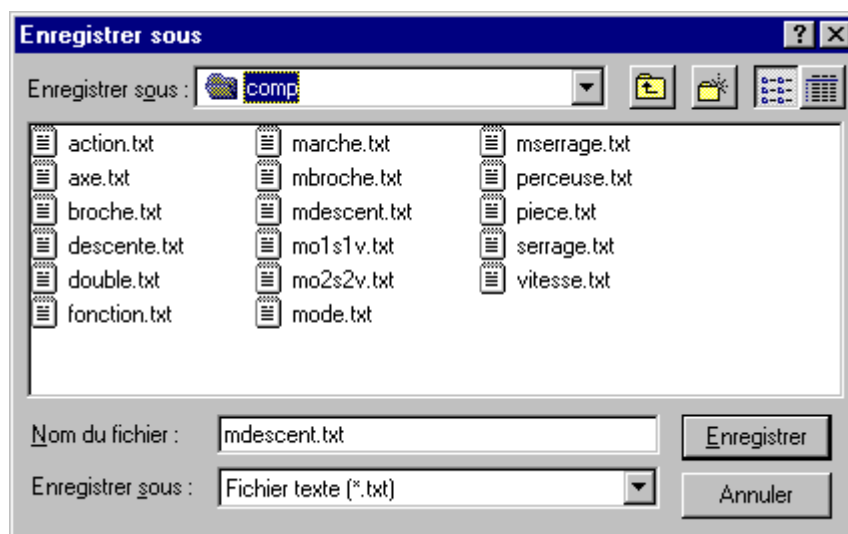 Enregistrer sous
Enregistrer sous : comp
action.txt marche.txt mserrage.txt
axe.txt mbroche.txt perceuse.txt
broche.txt mdescent.txt piece.txt
descente.txt mo1s1v.txt serrage.txt
double.txt mo2s2v.txt vitesse.txt
fonction.txt mode.txt
Nom du fichier : mdescent.txt Enregistrer
Enregistrer sous : Fichier texte (*.txt) Annuler